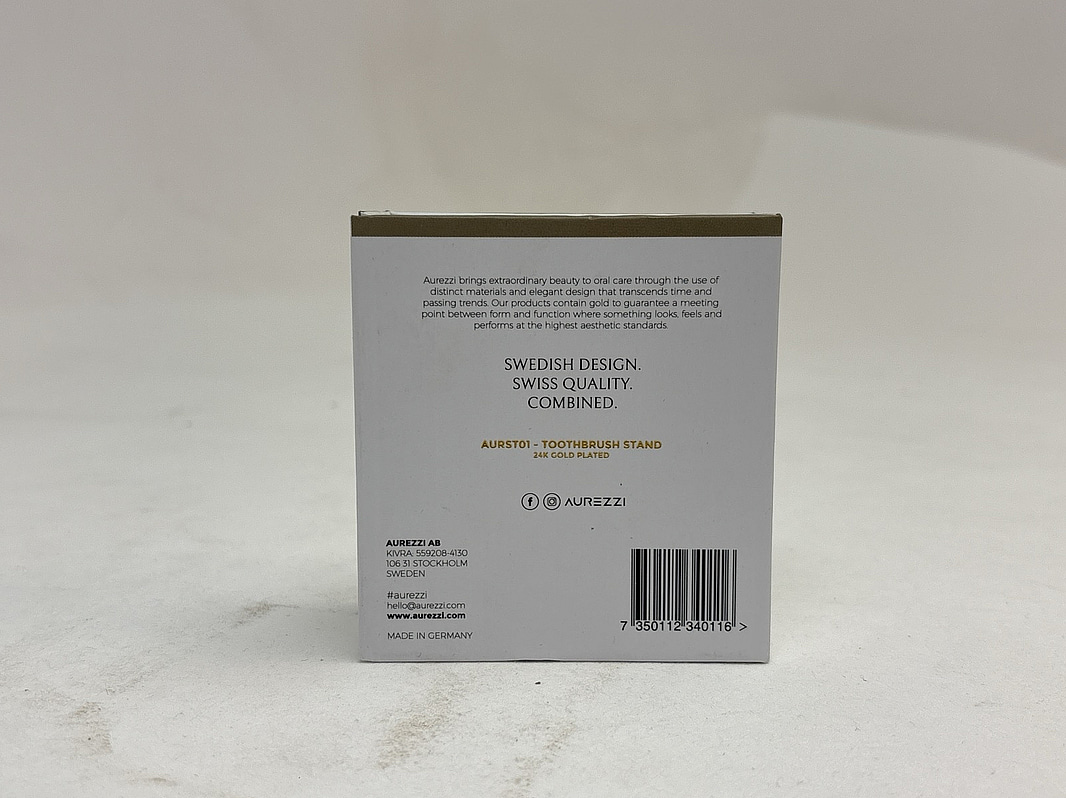 Aurezzi brings extraordinary beauty to oral care through the use of
distinct materials and elegant design that transcends time and
passing trends. Our products contain gold to guarantee a meeting
point between form and function where something looks, feels and
performs at the highest aesthetic standards.
SWEDISH DESIGN.
SWISS QUALITY.
COMBINED.
AURST01 - TOOTHBRUSH STAND
24K GOLD PLATED
AUREZZI
AUREZZI AB
KIVRA: 559208-4130
106 31 STOCKHOLM
SWEDEN
#aurezzi
hello@aurezzi.com
www.aurezzi.com
MADE IN GERMANY
7 350112 340116 >